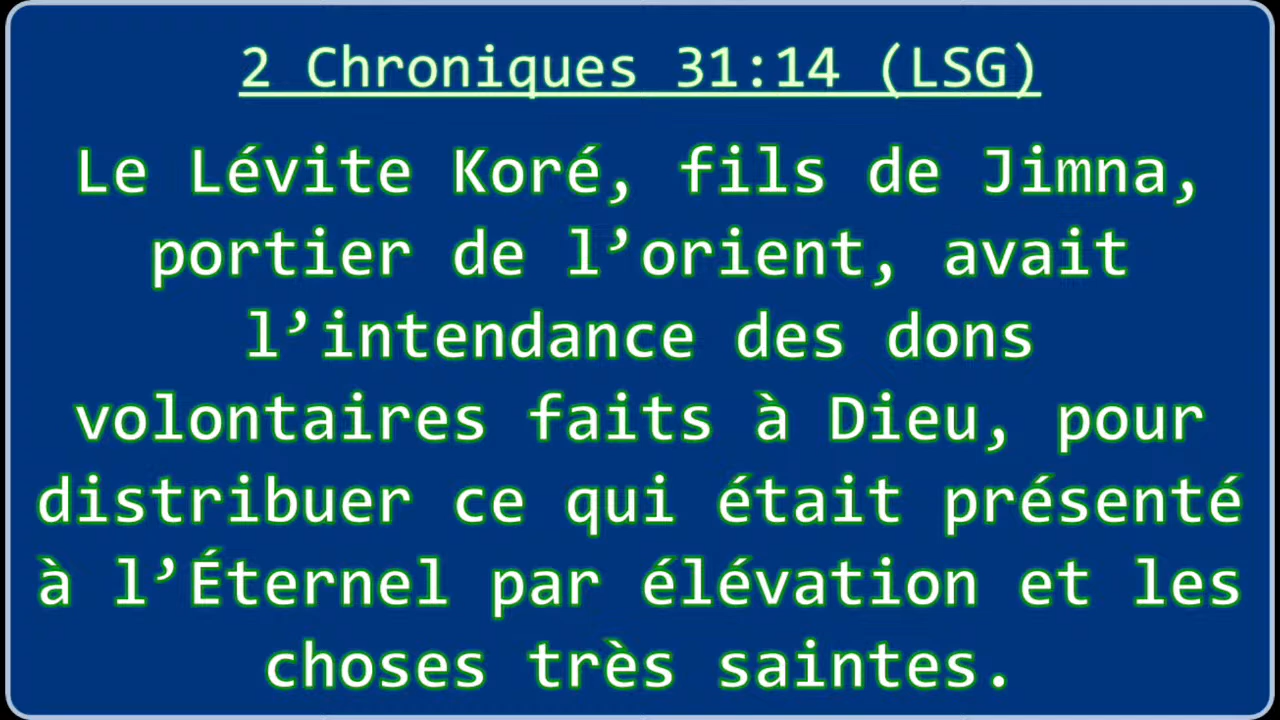 2 Chroniques 31:14 (LSG)
Le Lévite Koré, fils de Jimna,
portier de l’orient, avait
l’intendance des dons
volontaires faits à Dieu, pour
distribuer ce qui était présenté
à l’Éternel par élévation et les
choses très saintes.